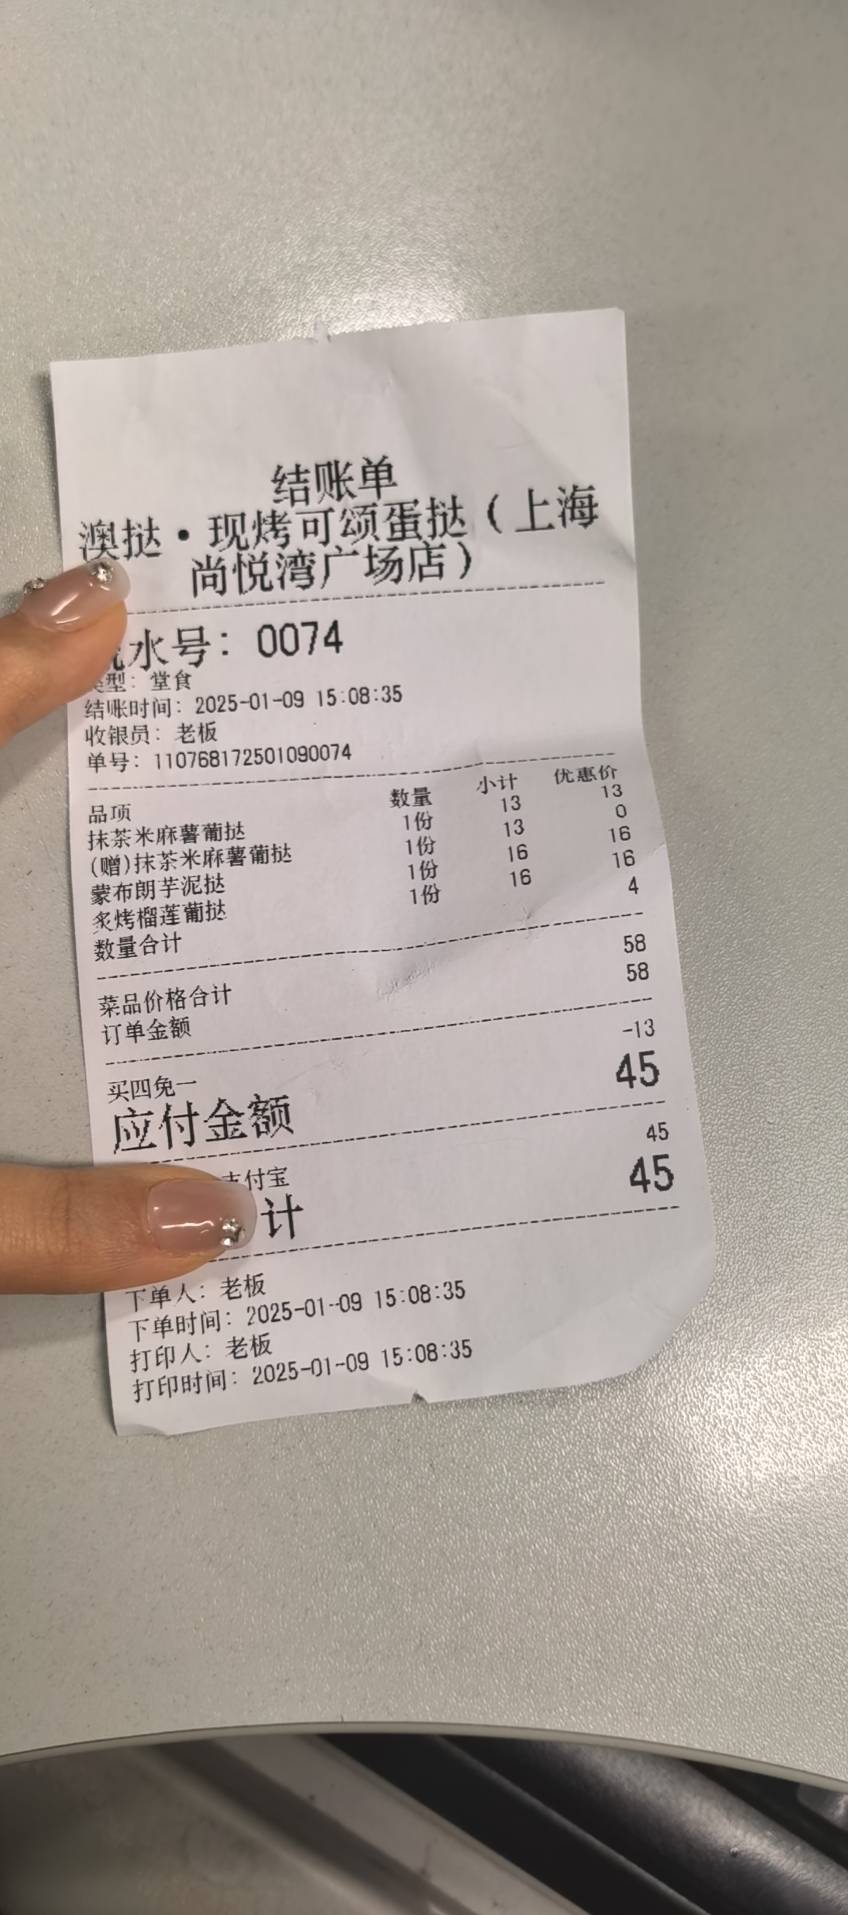 结账单
澳挞·现烤可颂蛋挞（上海
尚悦湾广场店）
水号：0074
型：堂食
结账时间：2025-01-09 15:08:35
收银员：老板
单号：110768172501090074
品项 数量 小计 优惠价
抹茶米麻薯葡挞 1份 13 13
(赠)抹茶米麻薯葡挞 1份 13 0
蒙布朗芋泥挞 1份 16 16
炙烤榴莲葡挞 1份 16 16
数量合计 4
菜品价格合计 58
订单金额 58
买四免一 -13
应付金额 45
支付宝 45
计 45
下单人：老板
下单时间：2025-01-09 15:08:35
打印人：老板
打印时间：2025-01-09 15:08:35